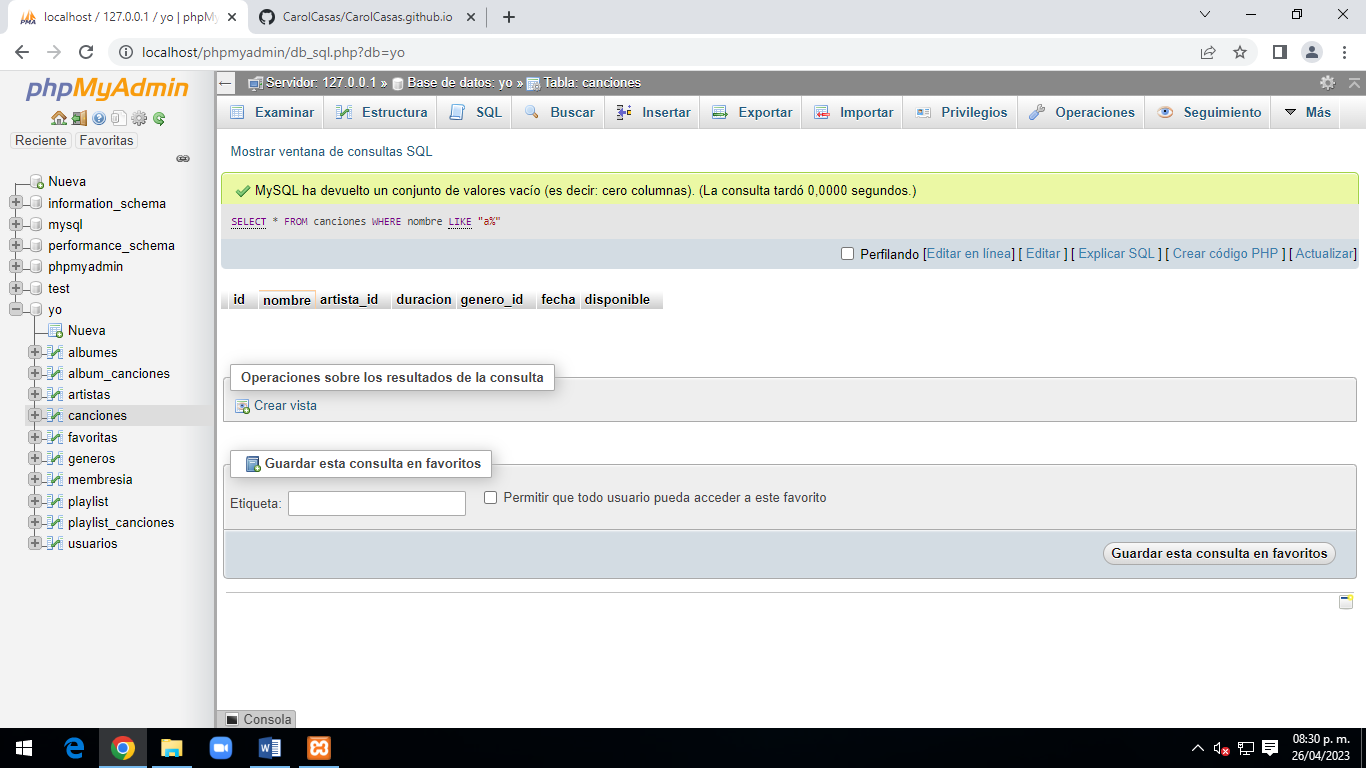 localhost / 127.0.0.1 / yo | phpMy
CarolCasas/CarolCasas.github.io
localhost/phpmyadmin/db_sql.php?db=yo
phpMyAdmin
Reciente Favoritas
Nueva
information_schema
mysql
performance_schema
phpmyadmin
test
yo
Nueva
albumes
album_canciones
artistas
canciones
favoritas
generos
membresia
playlist
playlist_canciones
usuarios
Servidor: 127.0.0.1 » Base de datos: yo » Tabla: canciones
Examinar Estructura SQL Buscar Insertar Exportar Importar Privilegios Operaciones Seguimiento Más
Mostrar ventana de consultas SQL
MySQL ha devuelto un conjunto de valores vacío (es decir: cero columnas). (La consulta tardó 0,0000 segundos.)
SELECT * FROM canciones WHERE nombre LIKE "a%"
Perfilando [Editar en línea] [ Editar ] [ Explicar SQL ] [ Crear código PHP ] [ Actualizar]
id nombre artista_id duracion genero_id fecha disponible
Operaciones sobre los resultados de la consulta
Crear vista
Guardar esta consulta en favoritos
Etiqueta: Permitir que todo usuario pueda acceder a este favorito
Guardar esta consulta en favoritos
Consola
08:30 p. m.
26/04/2023